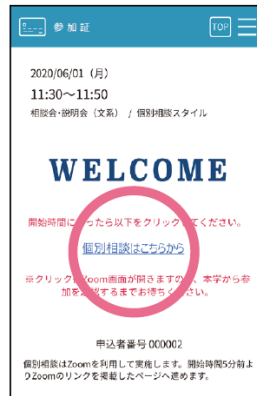 参加証
TOP
2020/06/01（月）
11:30～11:50
相談会・説明会（文系） / 個別相談スタイル
WELCOME
開始時間になったら以下をクリックしてください。
個別相談はこちらから
※クリック Zoom画面が開きますの 、本学から参
加を 認するまでお待ちください。
申込者番号 000002
個別相談はZoomを利用して実施します。開始時間5分前よ
りZoomのリンクを掲載したページへ進めます。